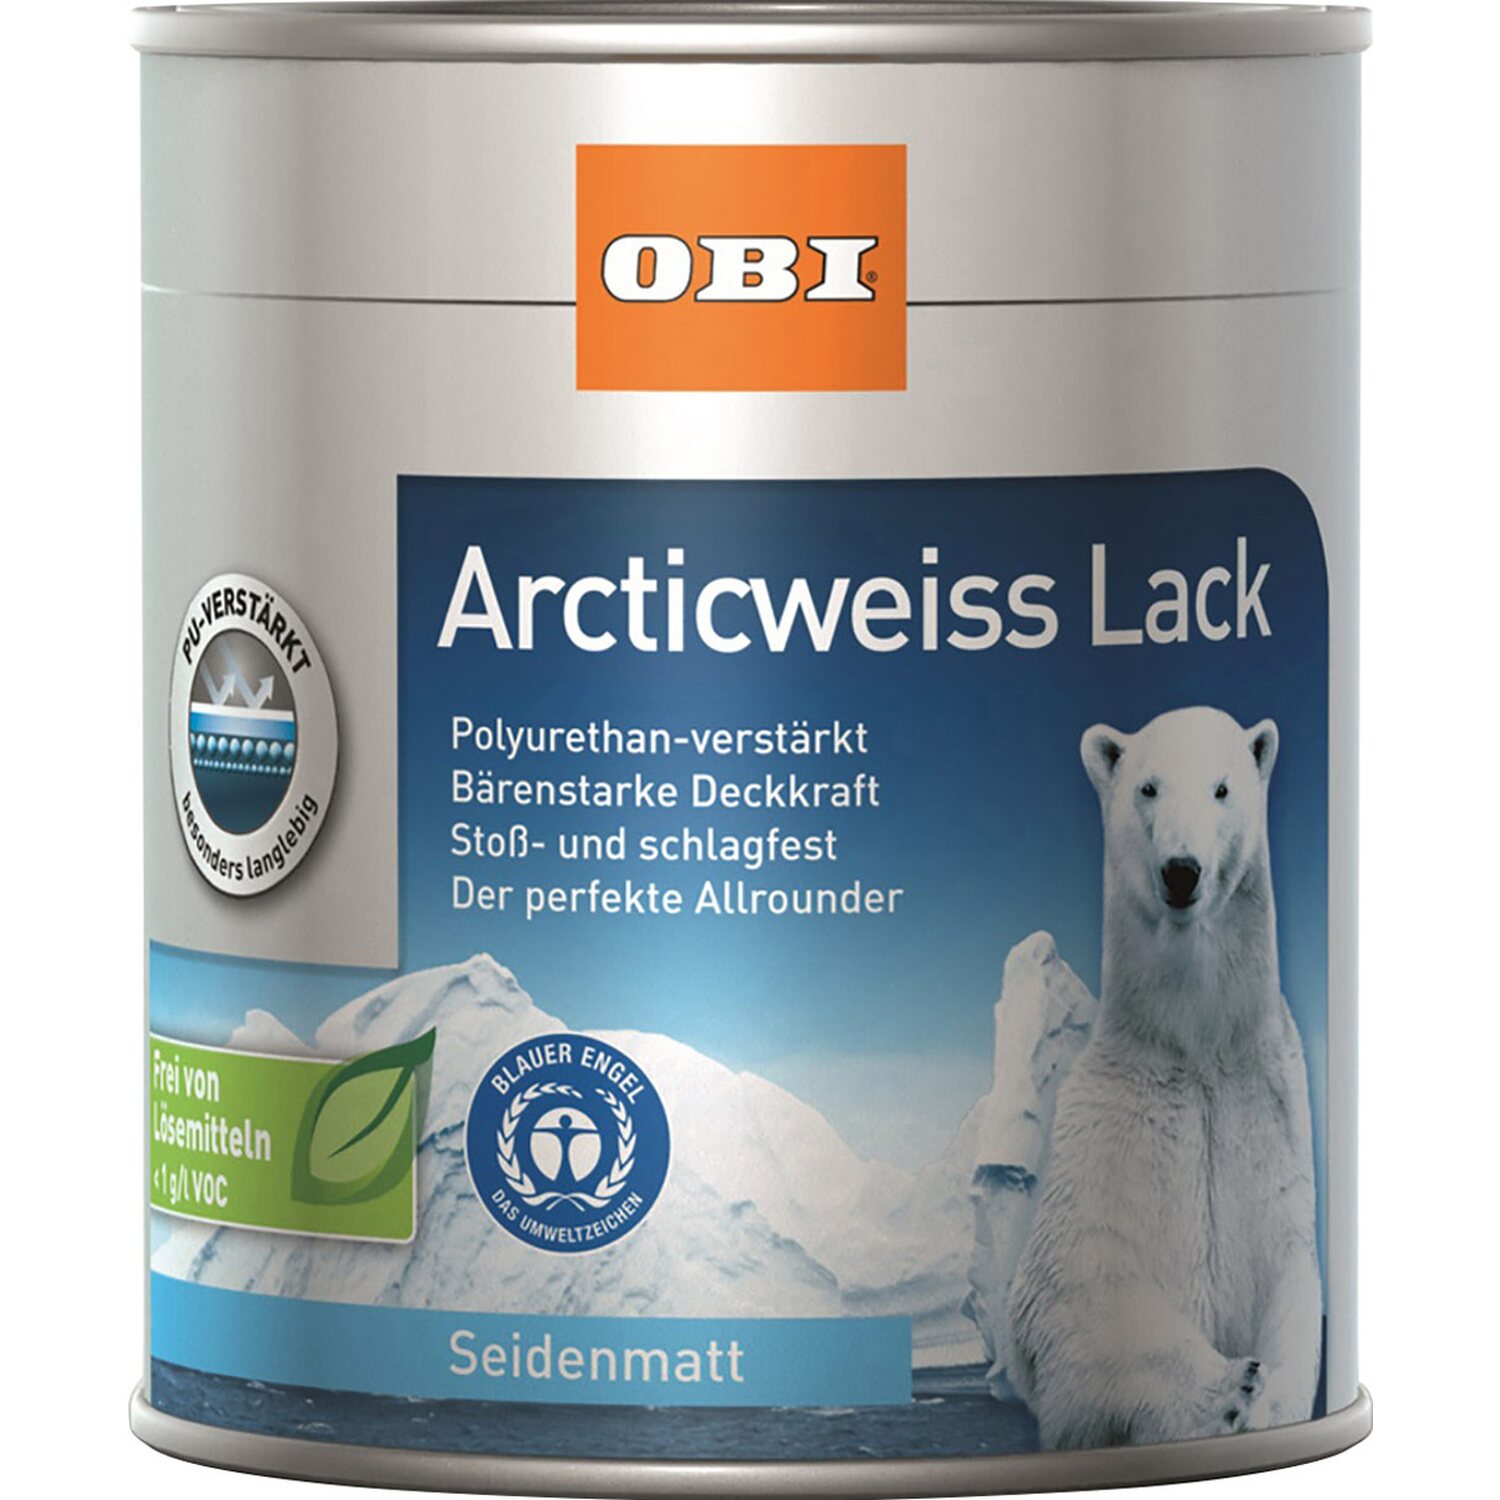 OBI®
Arcticweiss Lack
Polyurethan-verstärkt
Bärenstarke Deckkraft
Stoß- und schlagfest
Der perfekte Allrounder
PU-VERSTÄRKT
besonders langlebig
Frei von
Lösemitteln
< 1 g/l VOC
BLAUER ENGEL
DAS UMWELTZEICHEN
Seidenmatt